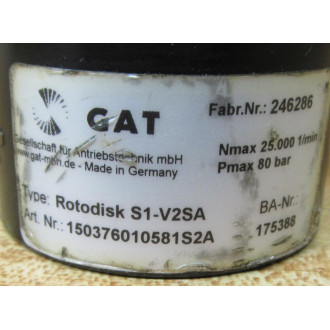 GAT
Gesellschaft für Antriebstechnik mbH
www.gat-mbh.de - Made in Germany
Fabr.Nr.: 246286
Nmax 25.000 1/min
Pmax 80 bar
Type: Rotodisk S1-V2SA
Art. Nr.: 150376010581S2A
BA-Nr.:
175388